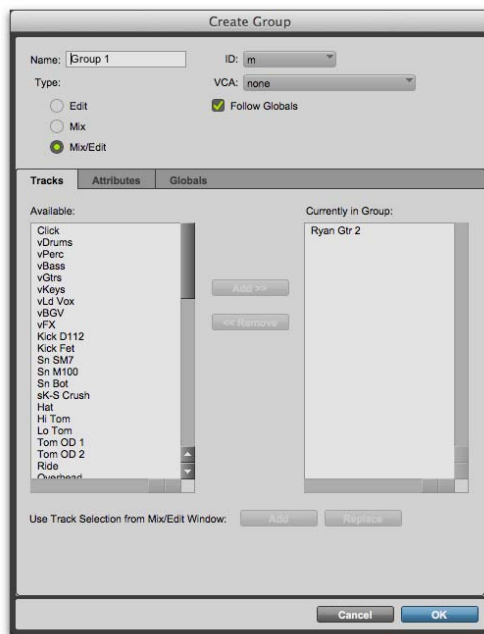 Create Group
Name: Group 1 ID: m
Type: VCA: none
Edit Follow Globals
Mix
Mix/Edit
Tracks Attributes Globals
Available: Currently in Group:
Click Ryan Gtr 2
vDrums
vPerc
vBass
vGtrs
vKeys
vLd Vox
vBGV
vFX
Kick D112
Kick Fet
Sn SM7
Sn M100
Sn Bot
sK-S Crush
Hat
Hi Tom
Lo Tom
Tom OD 1
Tom OD 2
Ride
Overhead
Add >>
<< Remove
Use Track Selection from Mix/Edit Window: Add Replace
Cancel OK